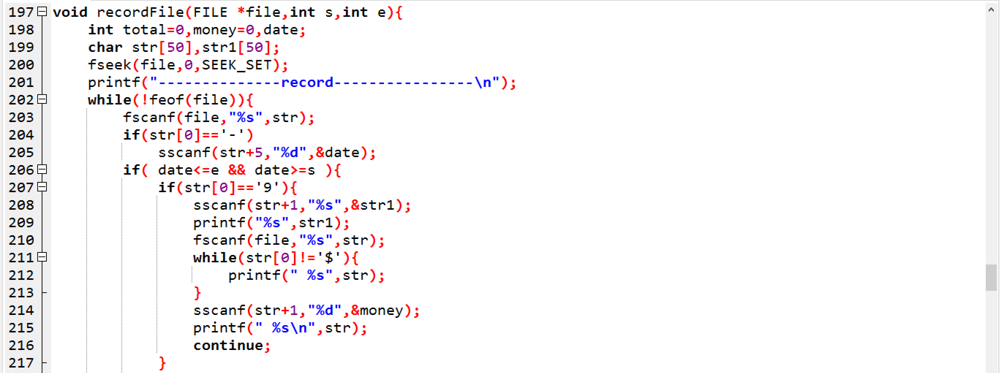 197 void recordFile(FILE *file,int s,int e){
198     int total=0,money=0,date;
199     char str[50],str1[50];
200     fseek(file,0,SEEK_SET);
201     printf("--------------record----------------\n");
202     while(!feof(file)){
203         fscanf(file,"%s",str);
204         if(str[0]=='-')
205             sscanf(str+5,"%d",&date);
206         if( date<=e && date>=s ){
207             if(str[0]=='9'){
208                 sscanf(str+1,"%s",&str1);
209                 printf("%s",str1);
210                 fscanf(file,"%s",str);
211                 while(str[0]!='$'){
212                     printf(" %s",str);
213                 }
214                 sscanf(str+1,"%d",&money);
215                 printf(" %s\n",str);
216                 continue;
217             }